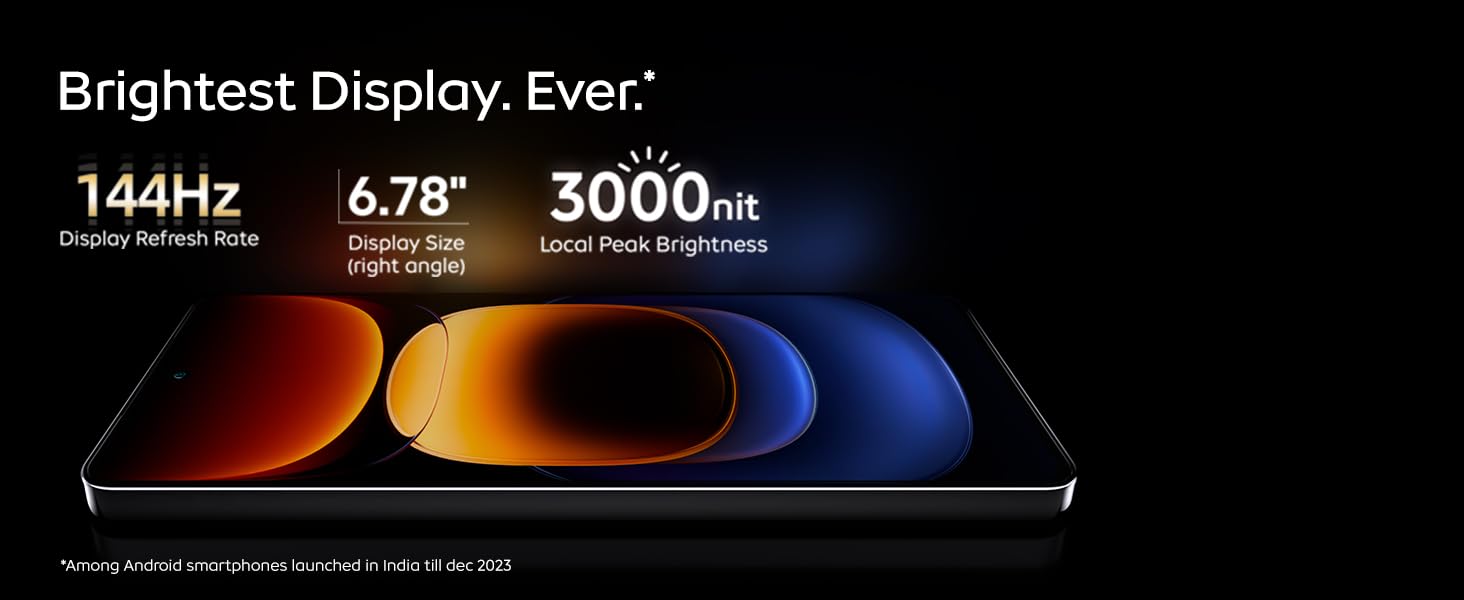 Brightest Display. Ever.*
144Hz
Display Refresh Rate
6.78"
Display Size
(right angle)
3000nit
Local Peak Brightness
*Among Android smartphones launched in India till dec 2023